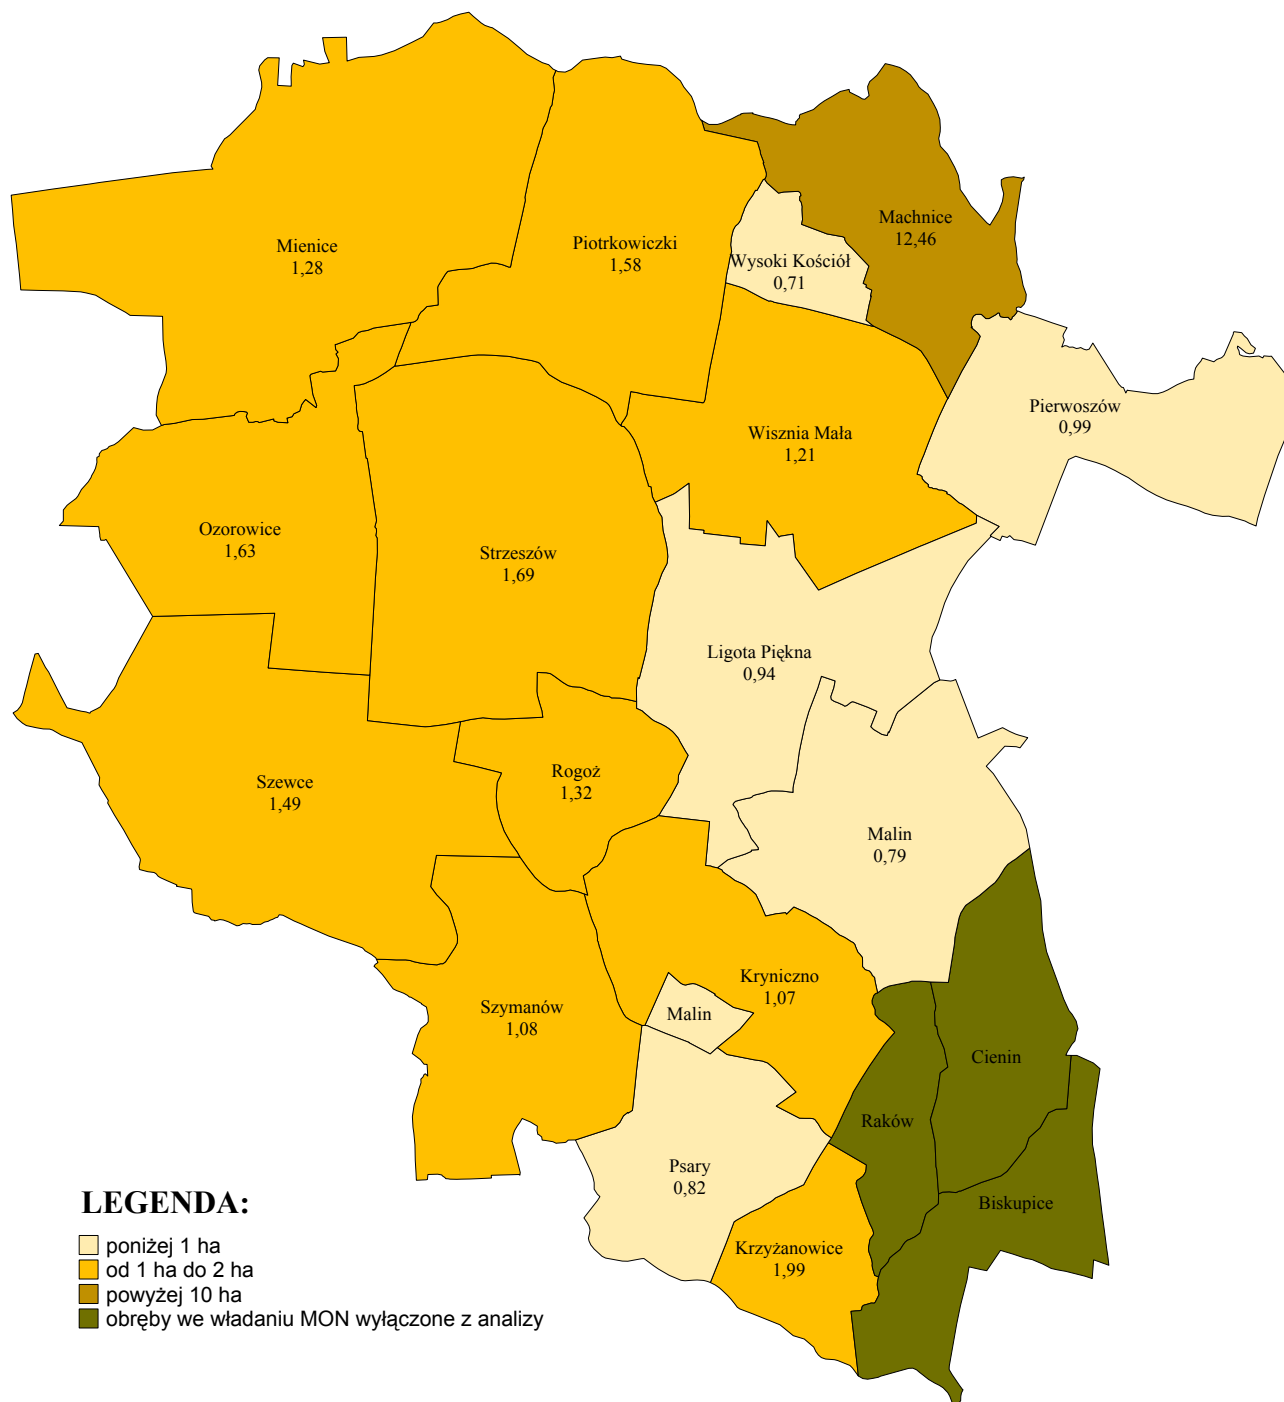 Machnice
12,46
Mienice
1,28
Piotrkowiczki
1,58
Wysoki Kościół
0,71
Pierwoszów
0,99
Wisznia Mała
1,21
Ozorowice
1,63
Strzeszów
1,69
Ligota Piękna
0,94
Szewce
1,49
Rogoż
1,32
Malin
0,79
Kryniczno
1,07
Szymanów
1,08
Malin
Cienin
Raków
Psary
0,82
Biskupice
Krzyżanowice
1,99
LEGENDA:
poniżej 1 ha
od 1 ha do 2 ha
powyżej 10 ha
obręby we władaniu MON wyłączone z analizy